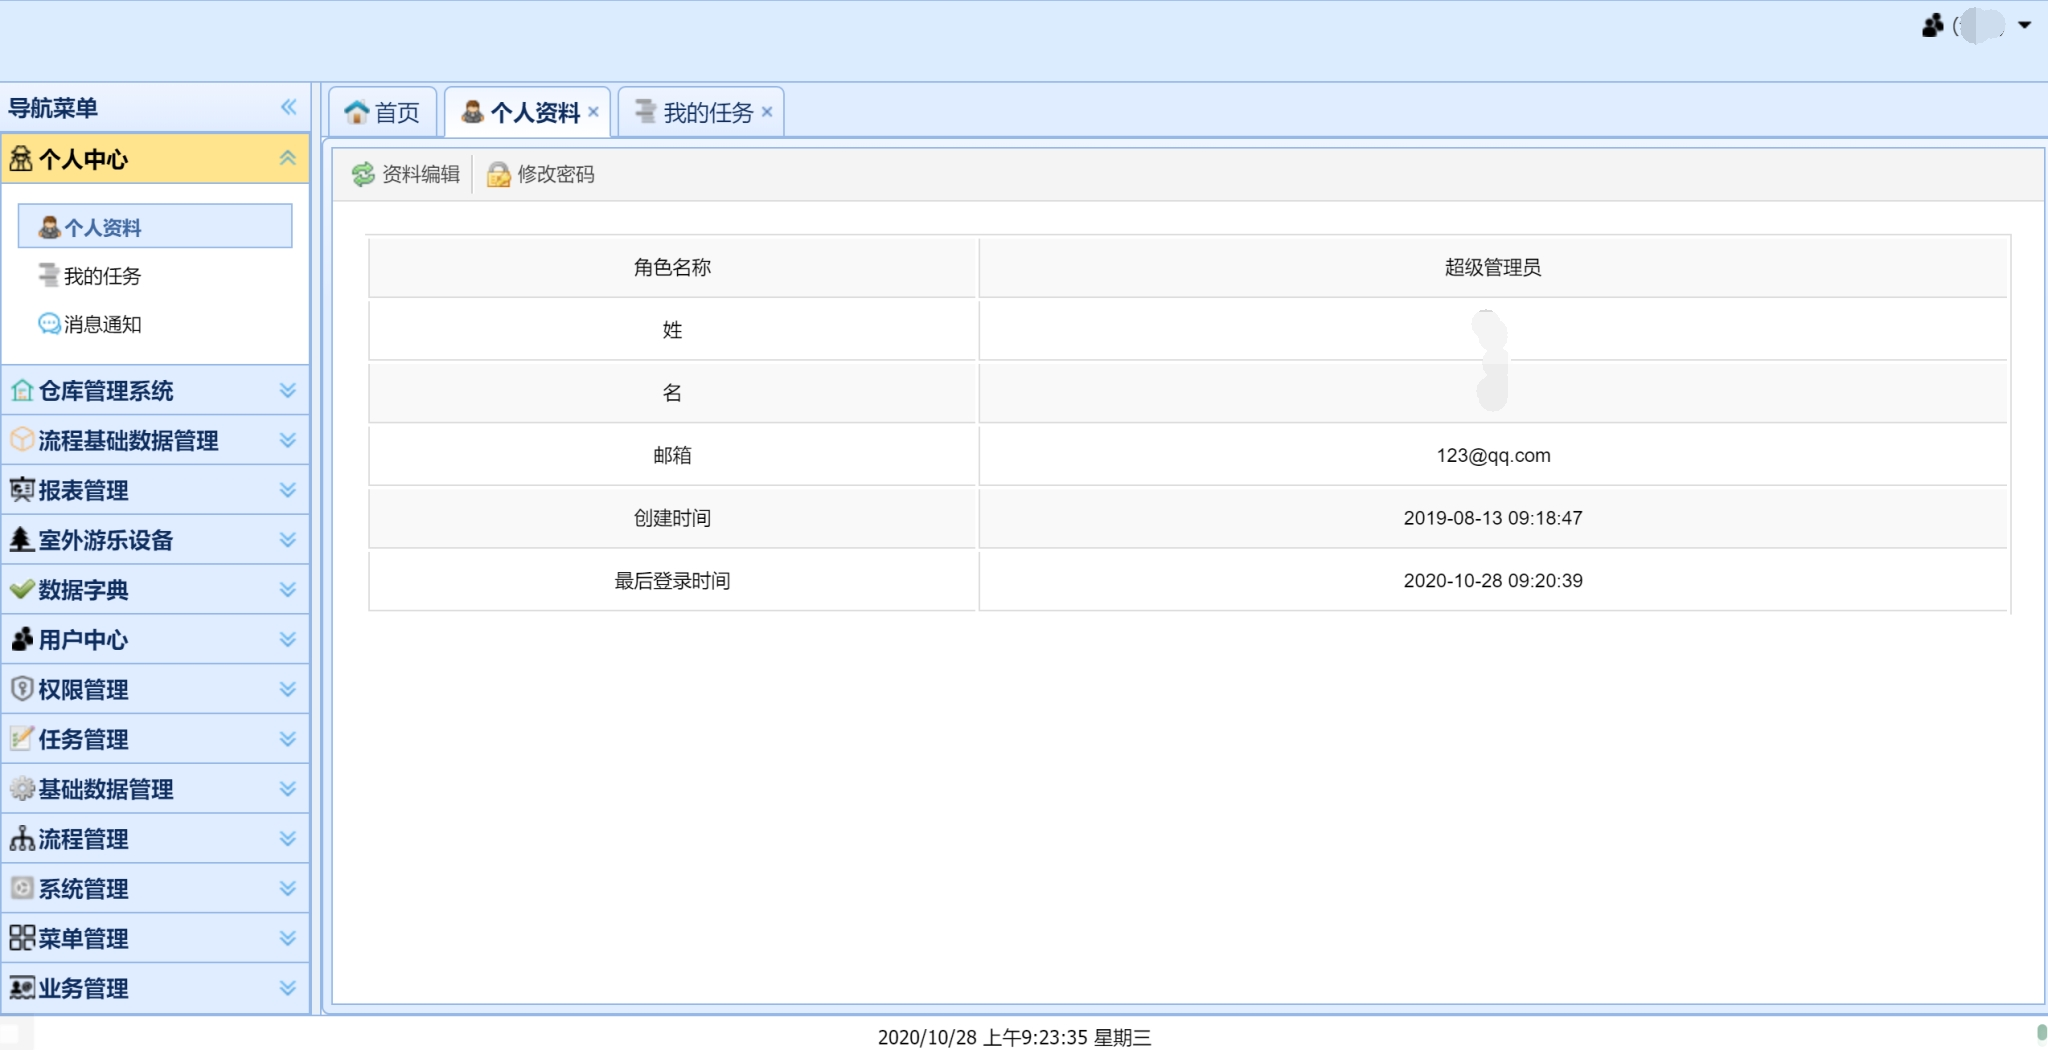 导航菜单
首页
个人资料
我的任务
个人中心
资料编辑
修改密码
个人资料
我的任务
消息通知
仓库管理系统
流程基础数据管理
报表管理
室外游乐设备
数据字典
用户中心
权限管理
任务管理
基础数据管理
流程管理
系统管理
菜单管理
业务管理
角色名称 超级管理员
姓
名
邮箱 123@qq.com
创建时间 2019-08-13 09:18:47
最后登录时间 2020-10-28 09:20:39
2020/10/28 上午9:23:35 星期三